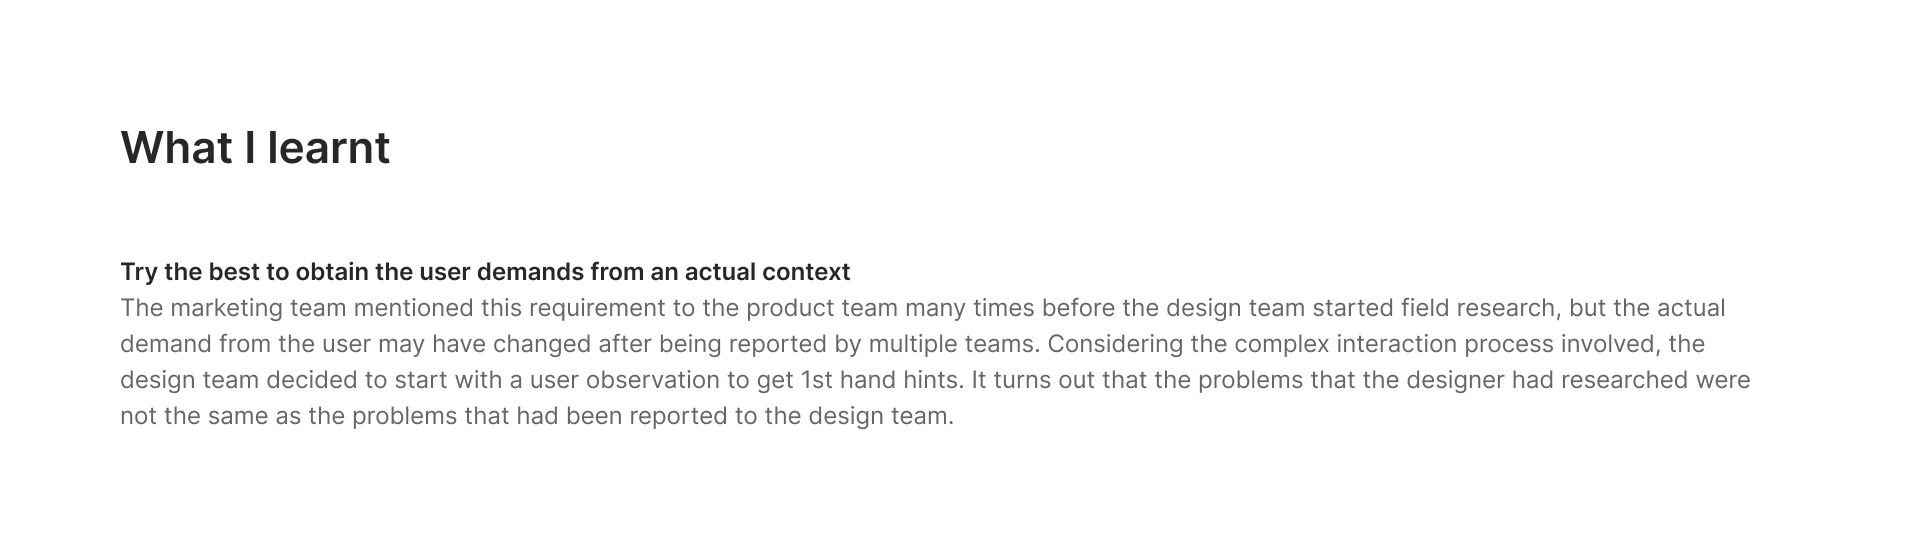 What I learnt
Try the best to obtain the user demands from an actual context
The marketing team mentioned this requirement to the product team many times before the design team started field research, but the actual
demand from the user may have changed after being reported by multiple teams. Considering the complex interaction process involved, the
design team decided to start with a user observation to get 1st hand hints. It turns out that the problems that the designer had researched were
not the same as the problems that had been reported to the design team.